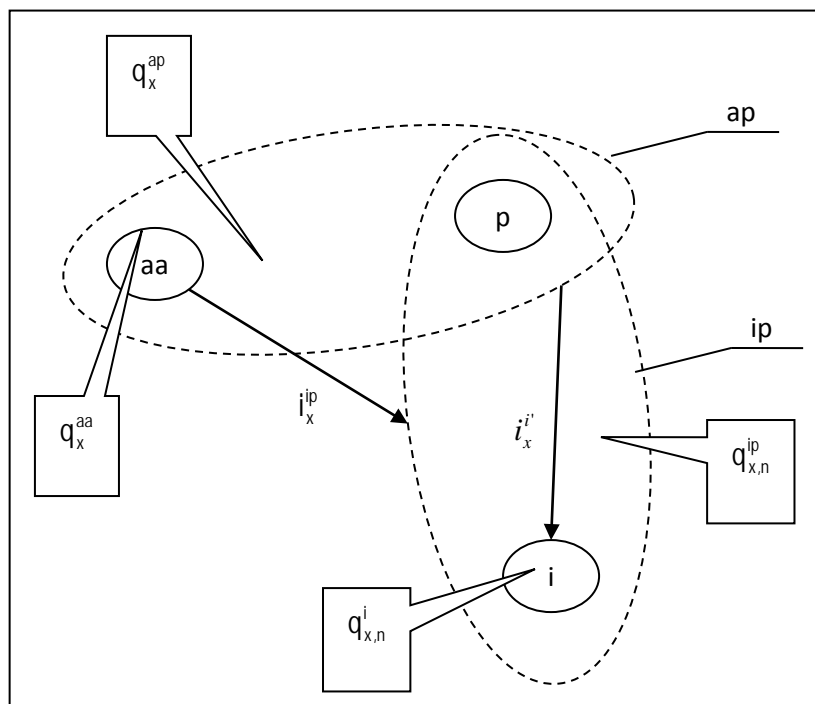 q_x^ap
ap
p
aa
ip
i_x^ip
q_x^aa
i_x^i'
q_x,n^ip
i
q_x,n^i